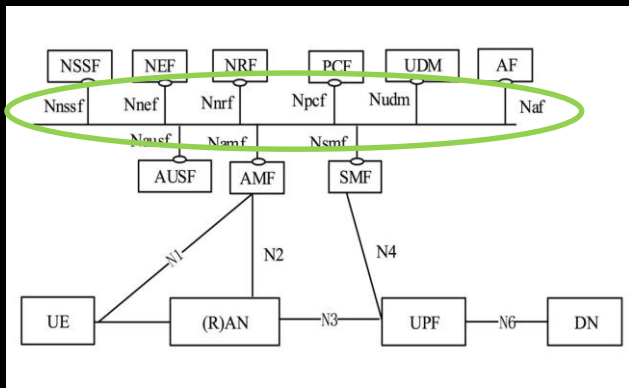 NSSF NEF NRF PCF UDM AF
Nnssf Nnef Nnrf Npcf Nudm Naf
Nausf Namf Nsmf
AUSF AMF SMF
N1 N2 N4
UE (R)AN N3 UPF N6 DN